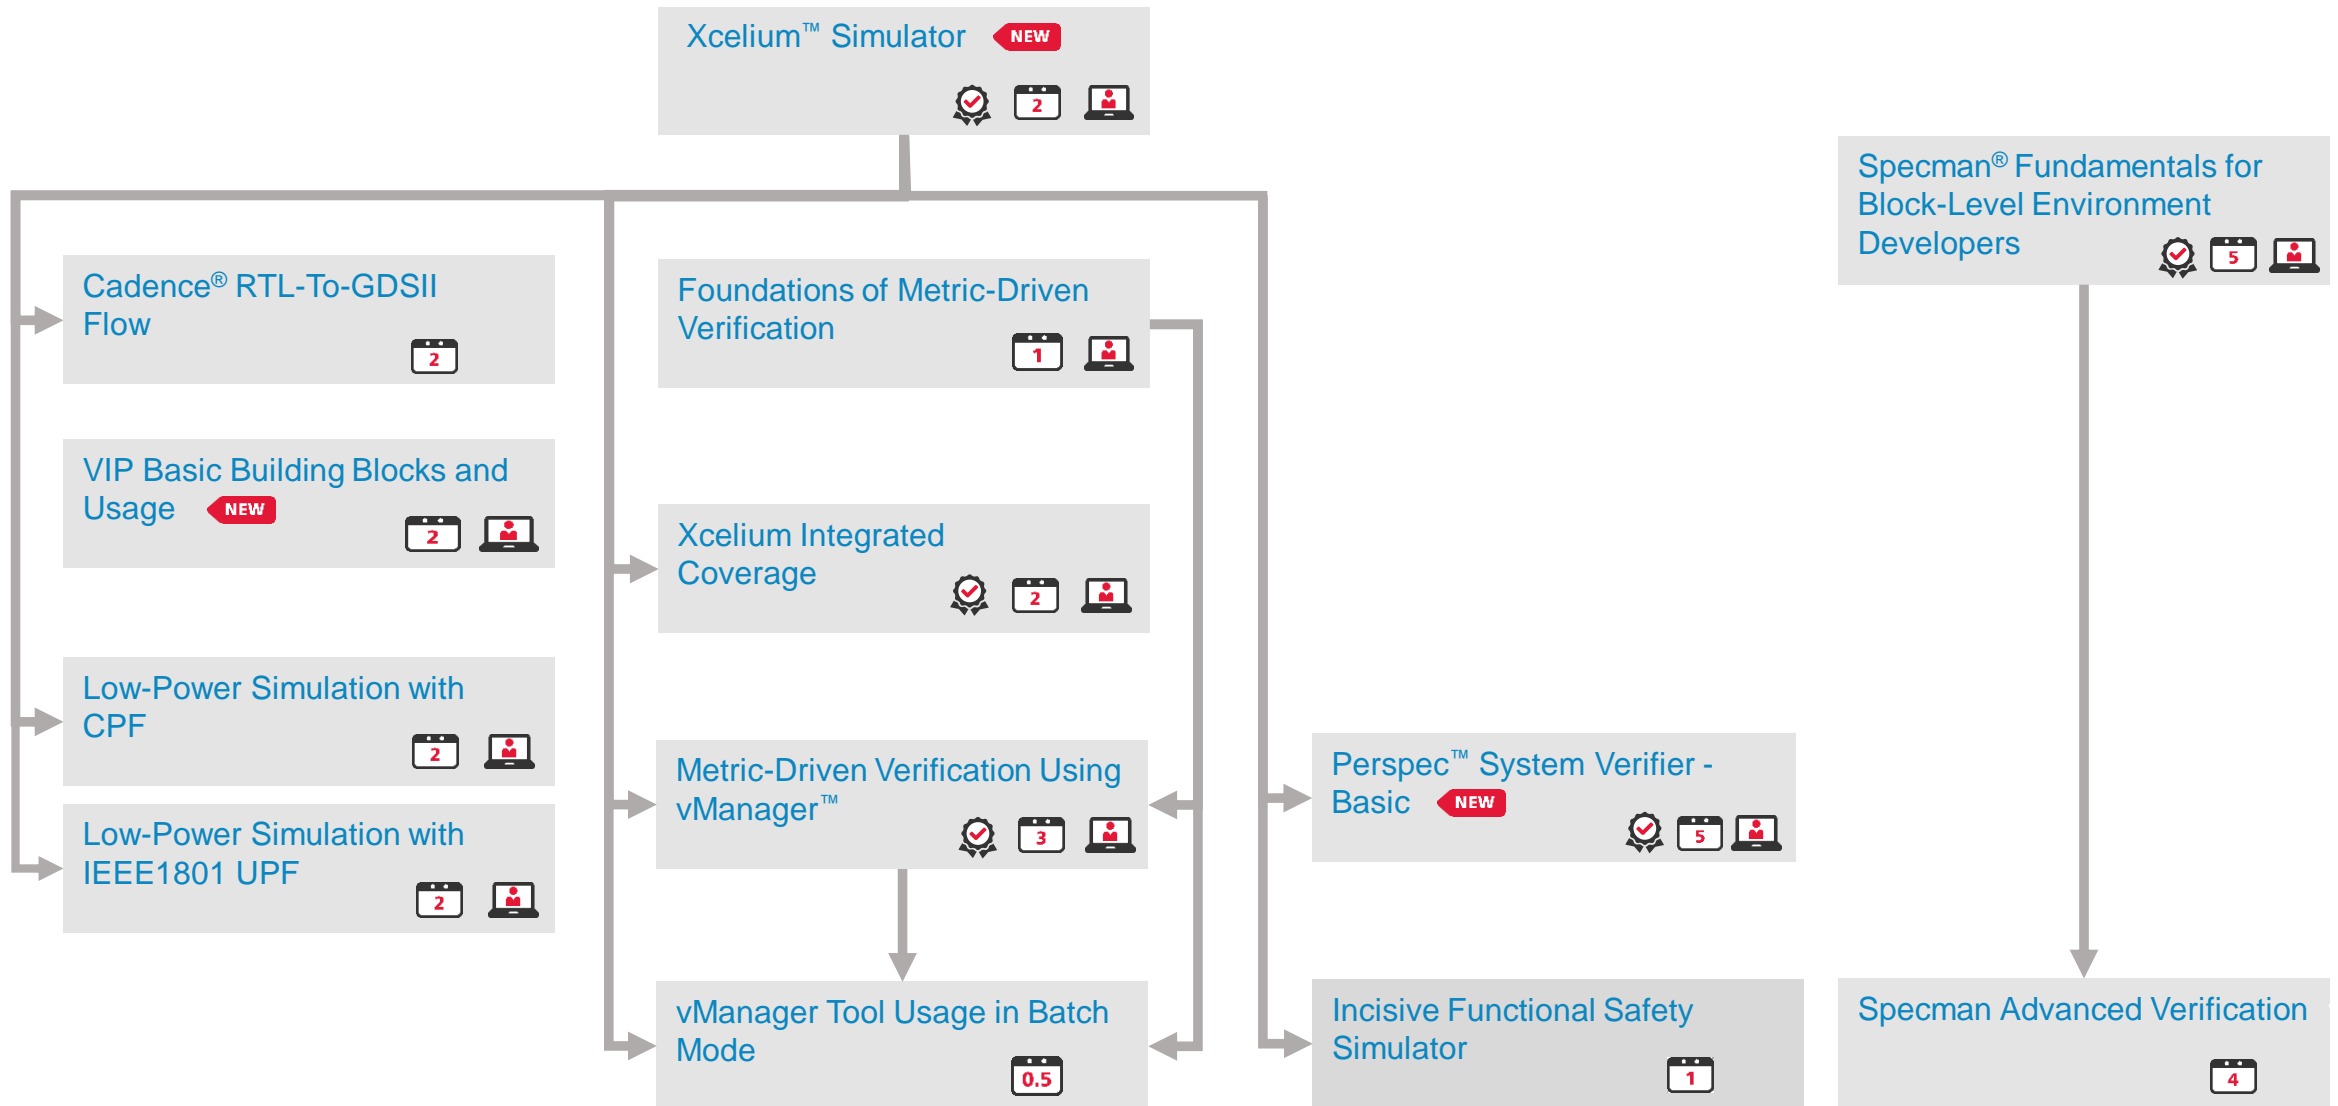 Xcelium™ Simulator NEW
2
Specman® Fundamentals for
Block-Level Environment
Developers
5
Cadence® RTL-To-GDSII
Flow
2
Foundations of Metric-Driven
Verification
1
VIP Basic Building Blocks and
Usage NEW
2
Xcelium Integrated
Coverage
2
Low-Power Simulation with
CPF
2
Metric-Driven Verification Using
vManager™
3
Perspec™ System Verifier -
Basic NEW
5
Low-Power Simulation with
IEEE1801 UPF
2
vManager Tool Usage in Batch
Mode
0.5
Incisive Functional Safety
Simulator
1
Specman Advanced Verification
4